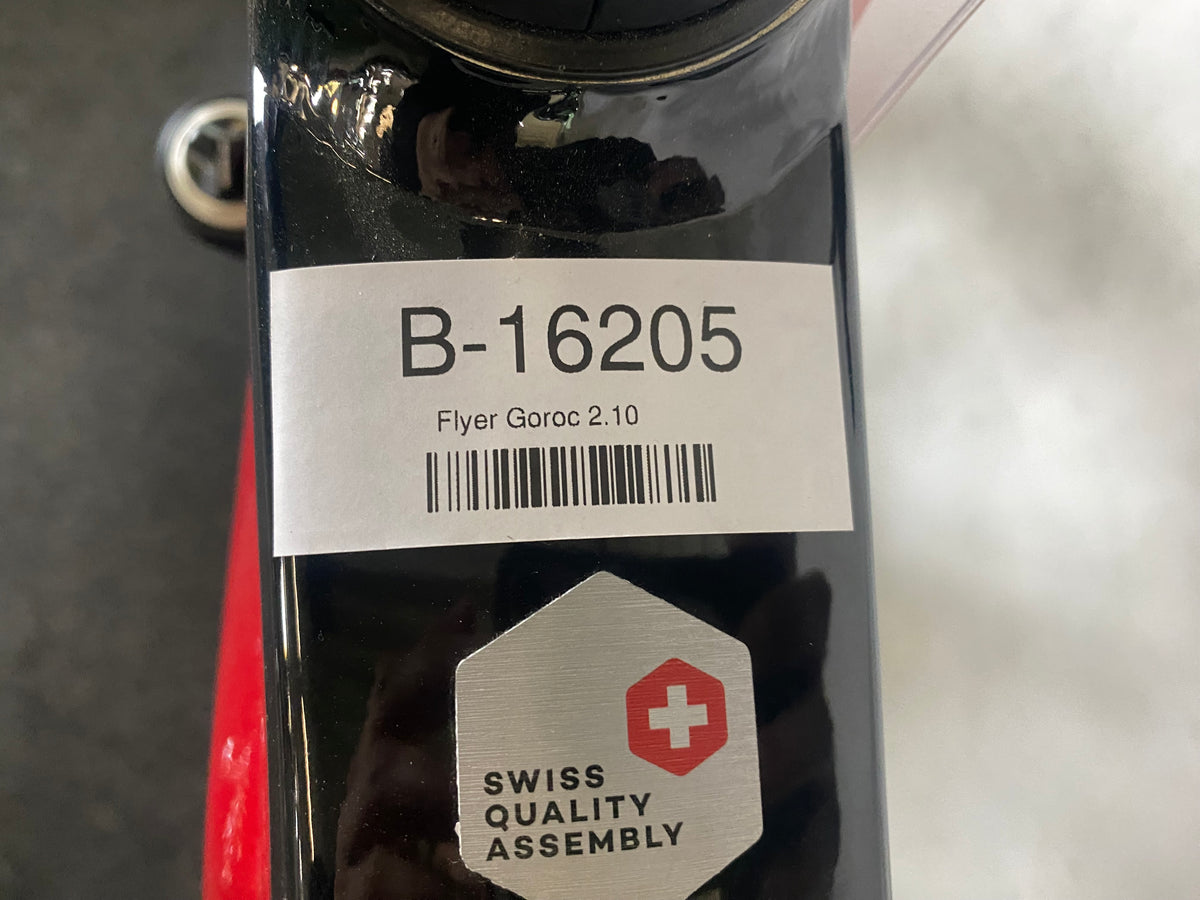 B-16205
Flyer Goroc 2.10
SWISS
QUALITY
ASSEMBLY